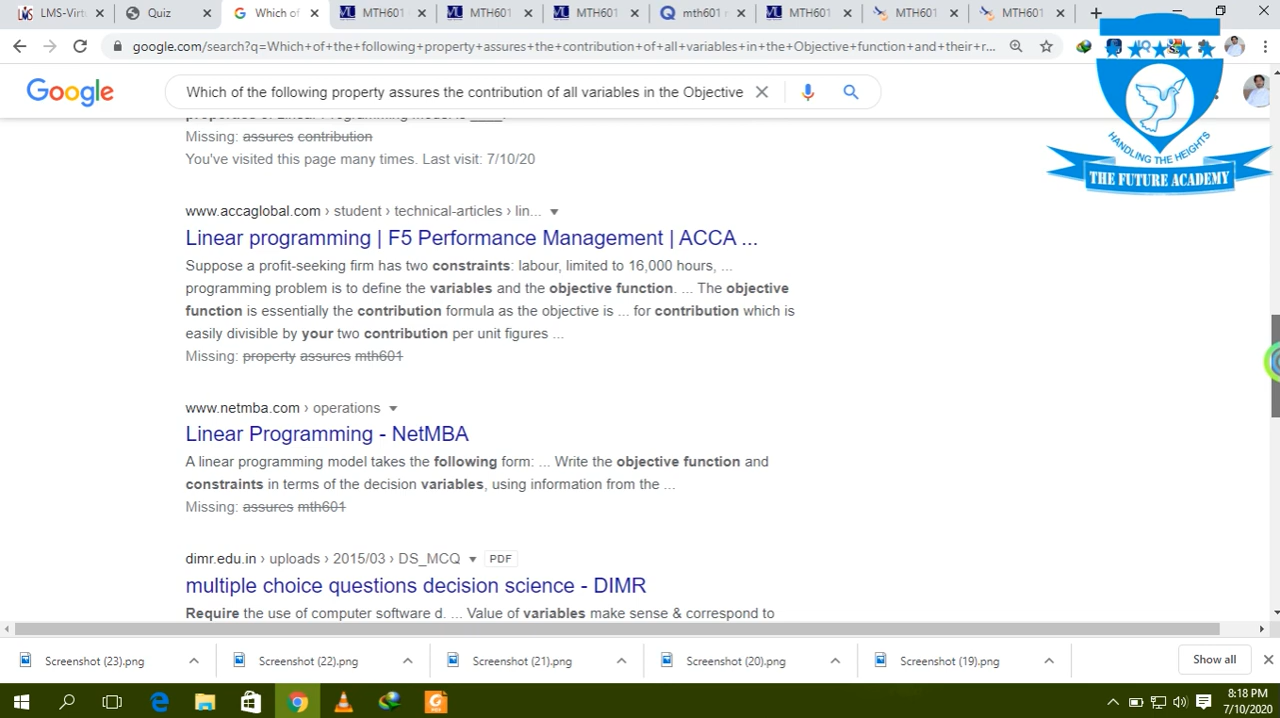 LMS-Virtu
Quiz
Which of
MTH601
MTH601
MTH601
mth601
MTH601
MTH601
MTH601
google.com/search?q=Which+of+the+following+property+assures+the+contribution+of+all+variables+in+the+Objective+function+and+their+r...
Google
Which of the following property assures the contribution of all variables in the Objective
HANDLING THE HEIGHTS
THE FUTURE ACADEMY
Missing: assures contribution
You've visited this page many times. Last visit: 7/10/20
www.accaglobal.com › student › technical-articles › lin...
Linear programming | F5 Performance Management | ACCA ...
Suppose a profit-seeking firm has two constraints: labour, limited to 16,000 hours, ...
programming problem is to define the variables and the objective function. ... The objective
function is essentially the contribution formula as the objective is ... for contribution which is
easily divisible by your two contribution per unit figures ...
Missing: property assures mth601
www.netmba.com › operations
Linear Programming - NetMBA
A linear programming model takes the following form: ... Write the objective function and
constraints in terms of the decision variables, using information from the ...
Missing: assures mth601
dimr.edu.in › uploads › 2015/03 › DS_MCQ PDF
multiple choice questions decision science - DIMR
Require the use of computer software d. ... Value of variables make sense & correspond to
Screenshot (23).png
Screenshot (22).png
Screenshot (21).png
Screenshot (20).png
Screenshot (19).png
Show all
8:18 PM
7/10/2020